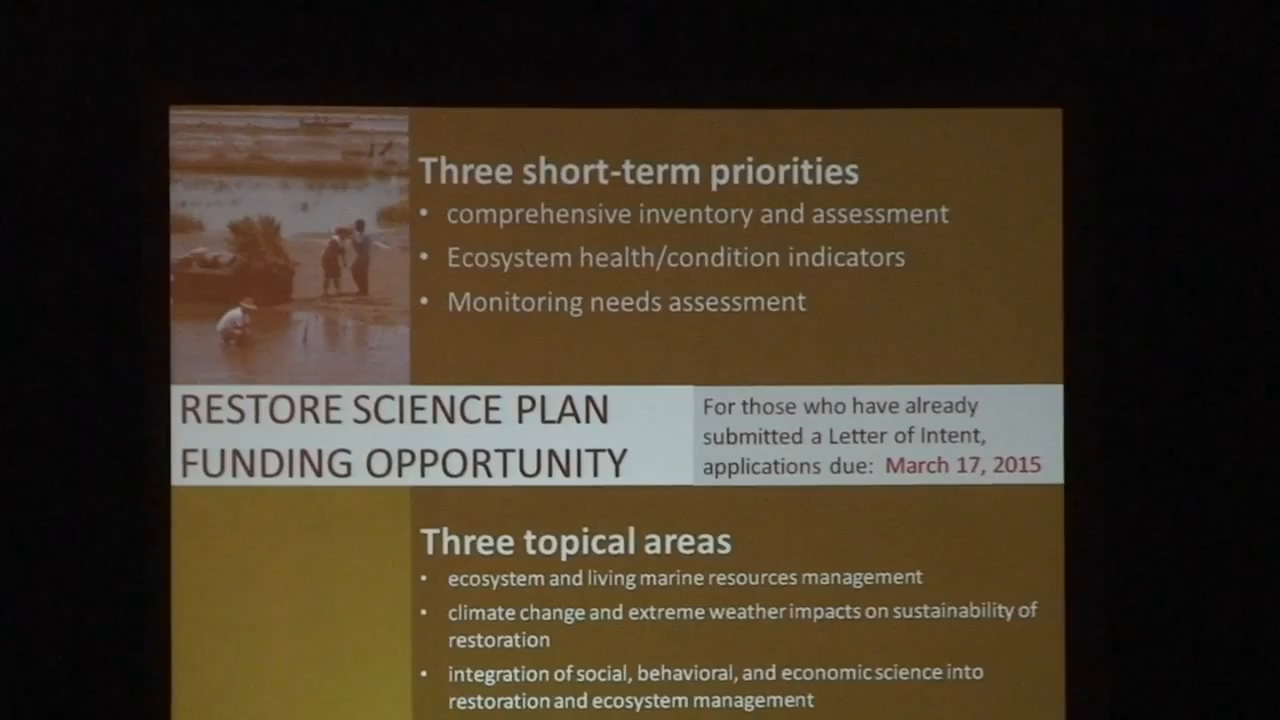 Three short-term priorities
• comprehensive inventory and assessment
• Ecosystem health/condition indicators
• Monitoring needs assessment
RESTORE SCIENCE PLAN
FUNDING OPPORTUNITY
For those who have already
submitted a Letter of Intent,
applications due: March 17, 2015
Three topical areas
• ecosystem and living marine resources management
• climate change and extreme weather impacts on sustainability of
restoration
• integration of social, behavioral, and economic science into
restoration and ecosystem management